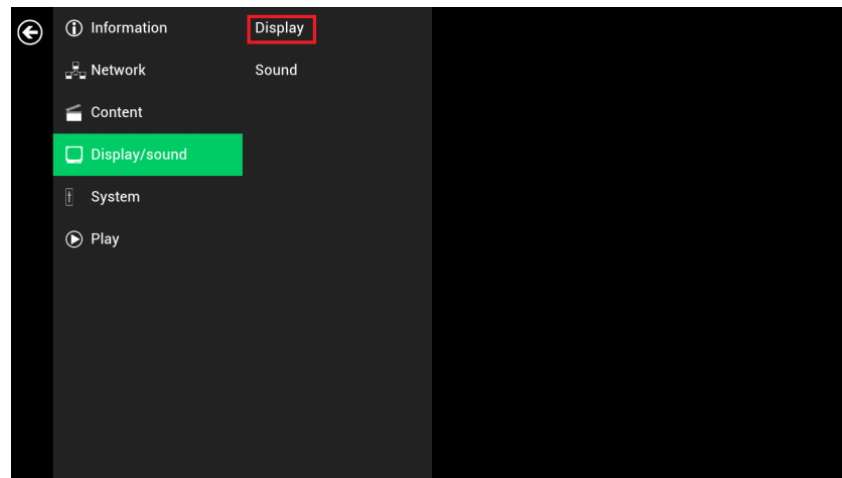 Information
Network
Content
Display/sound
System
Play
Display
Sound